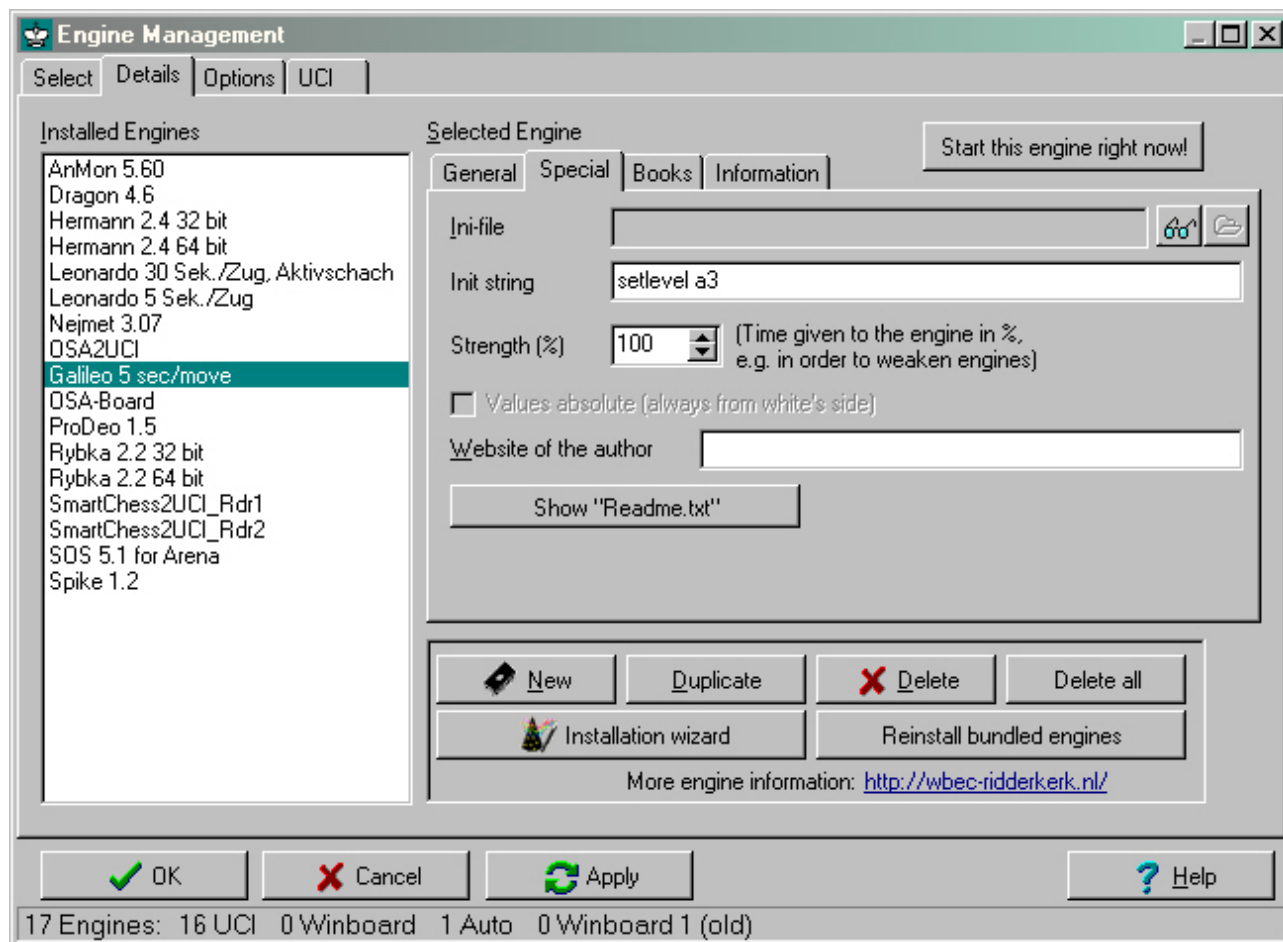 Engine Management
Select Details Options UCI
Installed Engines
AnMon 5.60
Dragon 4.6
Hermann 2.4 32 bit
Hermann 2.4 64 bit
Leonardo 30 Sek./Zug, Aktivschach
Leonardo 5 Sek./Zug
Nejmet 3.07
OSA2UCI
Galileo 5 sec/move
OSA-Board
ProDeo 1.5
Rybka 2.2 32 bit
Rybka 2.2 64 bit
SmartChess2UCI_Rdr1
SmartChess2UCI_Rdr2
SOS 5.1 for Arena
Spike 1.2
Selected Engine
Start this engine right now!
General Special Books Information
Ini-file
Init string setlevel a3
Strength (%) 100 (Time given to the engine in %,
e.g. in order to weaken engines)
Values absolute (always from white's side)
Website of the author
Show "Readme.txt"
New Duplicate Delete Delete all
Installation wizard Reinstall bundled engines
More engine information: http://wbec-ridderkerk.nl/
OK Cancel Apply Help
17 Engines: 16 UCI 0 Winboard 1 Auto 0 Winboard 1 (old)